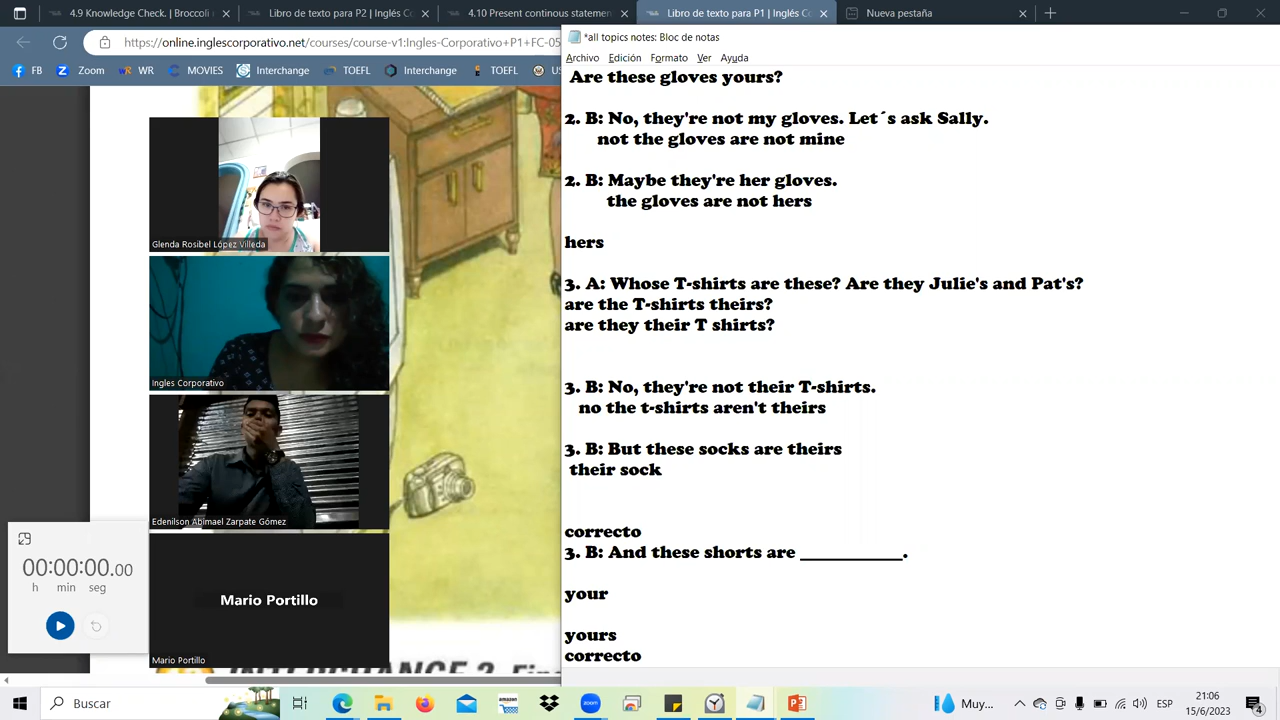 4.9 Knowledge Check. | Broccoli
Libro de texto para P2 | Inglés C
4.10 Present continous statemen
Libro de texto para P1 | Inglés Co
Nueva pestaña
https://online.inglescorporativo.net/courses/course-v1:Ingles-Corporativo+P1+FC-05
FB
Zoom
WR
MOVIES
Interchange
TOEFL
Interchange
TOEFL
US
*all topics notes: Bloc de notas
Archivo Edición Formato Ver Ayuda
Are these gloves yours?
2. B: No, they're not my gloves. Let´s ask Sally.
not the gloves are not mine
2. B: Maybe they're her gloves.
the gloves are not hers
hers
3. A: Whose T-shirts are these? Are they Julie's and Pat's?
are the T-shirts theirs?
are they their T shirts?
3. B: No, they're not their T-shirts.
no the t-shirts aren't theirs
3. B: But these socks are theirs
their sock
correcto
3. B: And these shorts are ___________.
your
yours
correcto
Glenda Rosibel López Villeda
Ingles Corporativo
Edenilson Abimael Zarpate Gómez
Mario Portillo
Mario Portillo
00:00:00.00
h min seg
Buscar
amazon
zoom
Muy...
ESP
21:06
15/6/2023
4